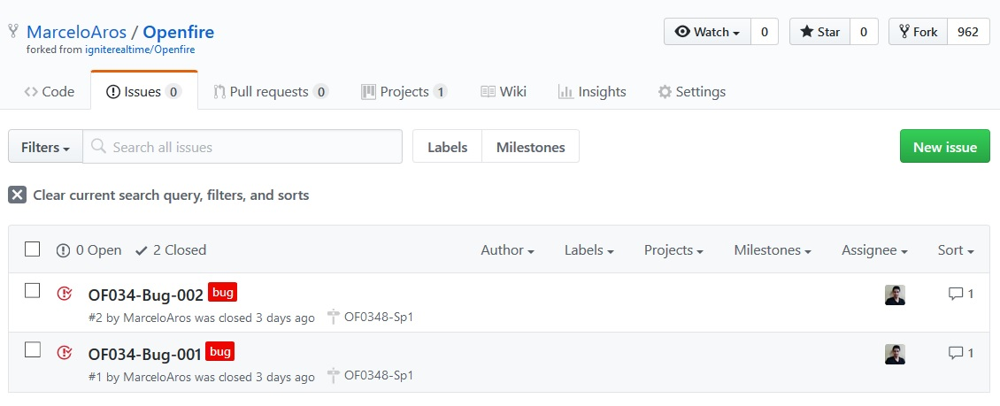 MarceloAros / Openfire
forked from igniterealtime/Openfire
Watch 0 Star 0 Fork 962
Code Issues 0 Pull requests 0 Projects 1 Wiki Insights Settings
Filters Search all issues Labels Milestones New issue
Clear current search query, filters, and sorts
0 Open 2 Closed Author Labels Projects Milestones Assignee Sort
OF034-Bug-002 bug 1
#2 by MarceloAros was closed 3 days ago OF0348-Sp1
OF034-Bug-001 bug 1
#1 by MarceloAros was closed 3 days ago OF0348-Sp1